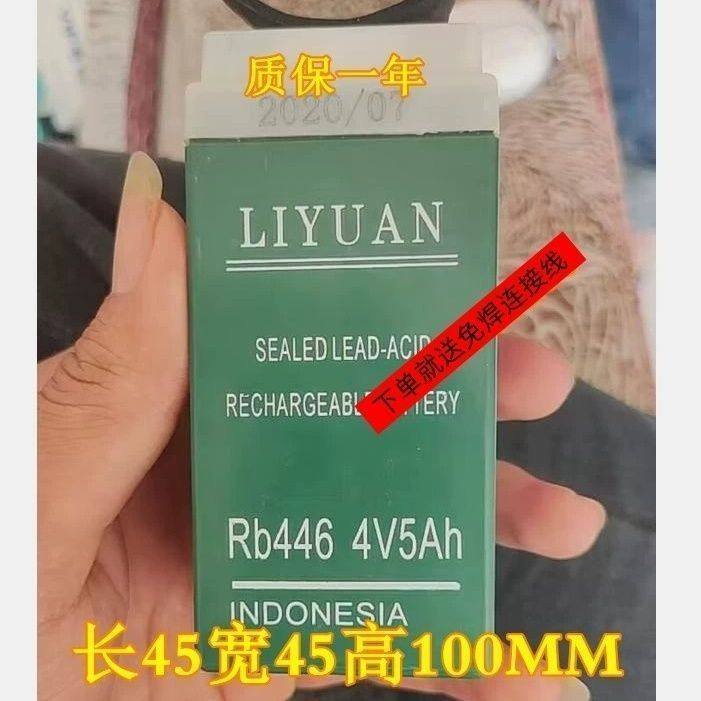 质保一年
2020/07
LIYUAN
下单就送免焊连接线
SEALED LEAD-ACID
RECHARGEABLE BATTERY
Rb446 4V5Ah
INDONESIA
长45宽45高100MM